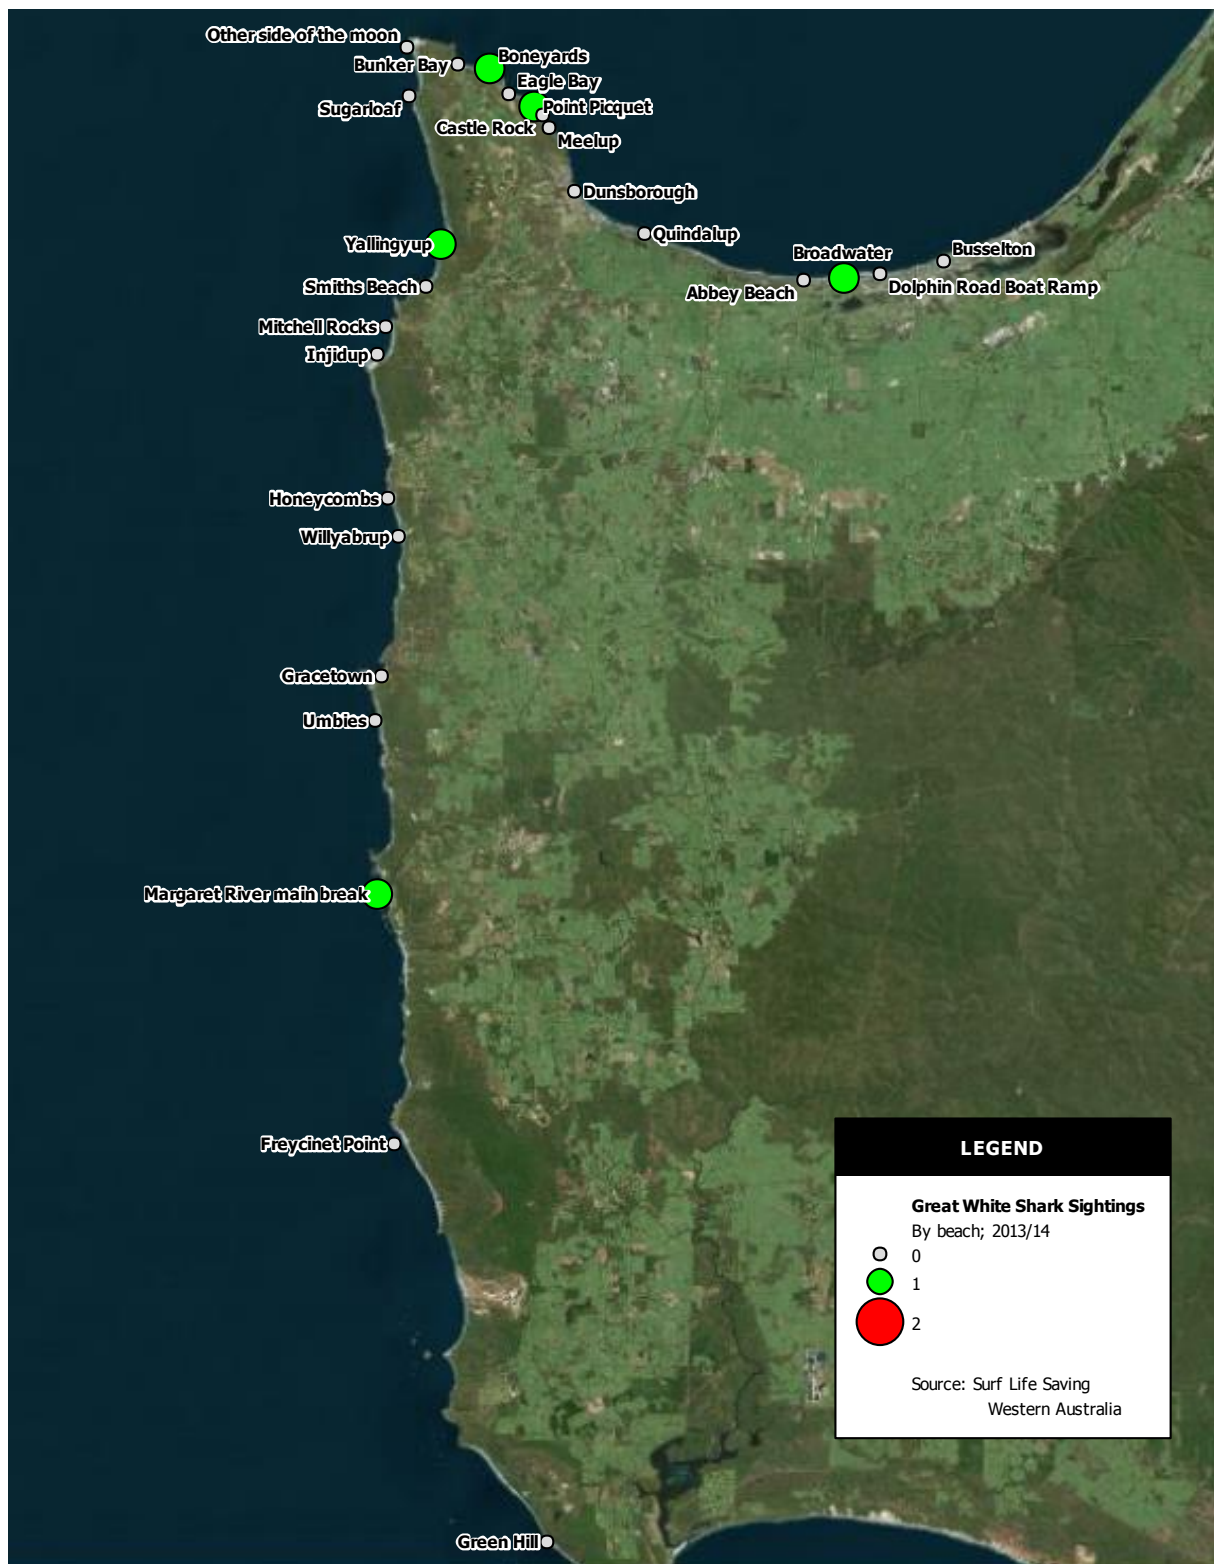 Other side of the moon
Bunker Bay
Boneyards
Eagle Bay
Sugarloaf
Point Picquet
Castle Rock
Meelup
Dunsborough
Quindalup
Yallingyup
Broadwater
Busselton
Smiths Beach
Abbey Beach
Dolphin Road Boat Ramp
Mitchell Rocks
Injidup
Honeycombs
Willyabrup
Gracetown
Umbies
Margaret River main break
Freycinet Point
Green Hill
LEGEND
Great White Shark Sightings
By beach; 2013/14
0
1
2
Source: Surf Life Saving
Western Australia